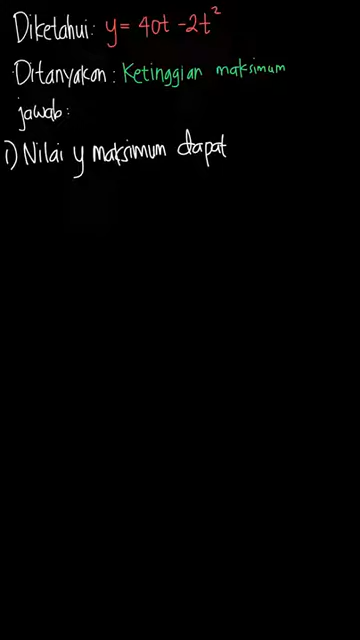 Diketahui: y = 40t - 2t²
Ditanyakan: Ketinggian maksimum
jawab:
1) Nilai y maksimum dapat